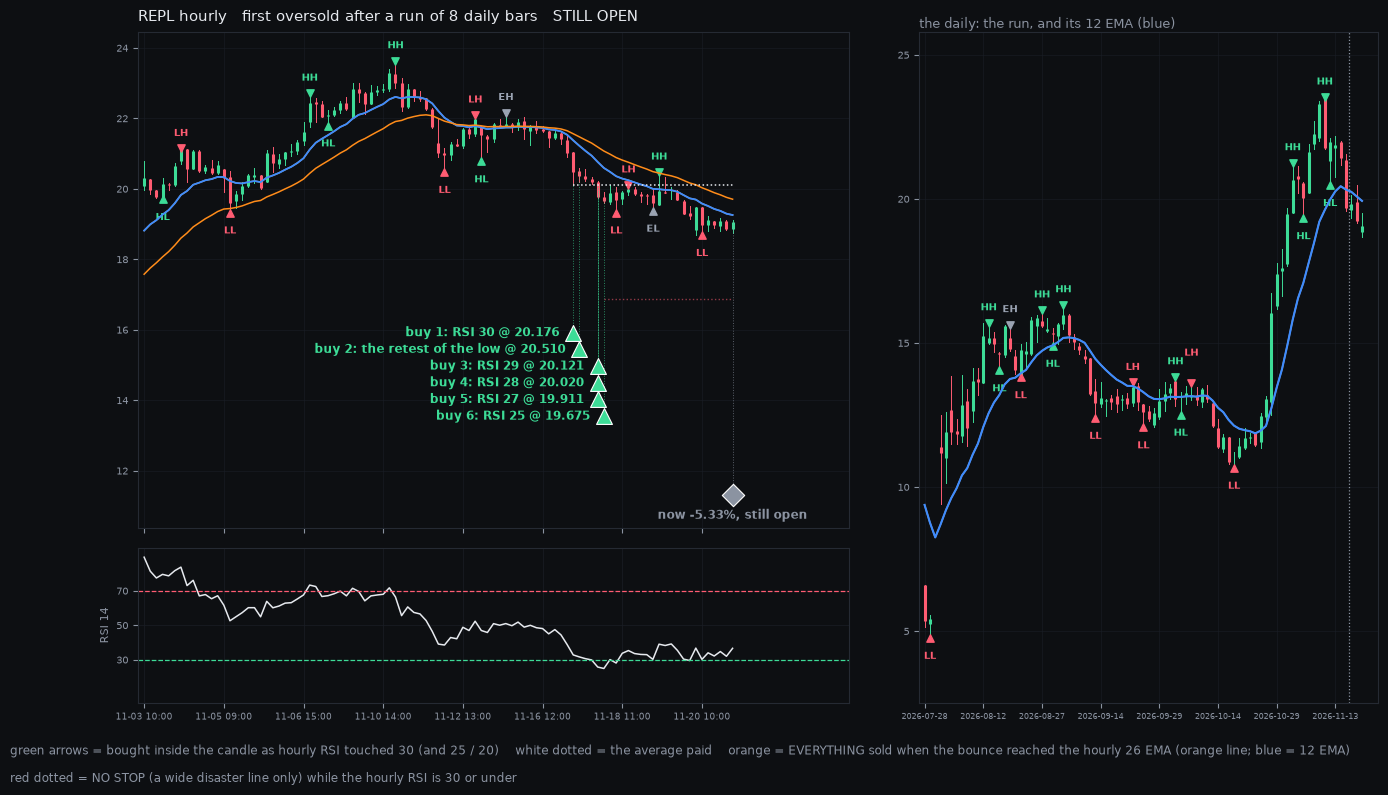 REPL hourly   first oversold after a run of 8 daily bars   STILL OPEN
24
22
20
18
16
14
12
HL
LH
LL
HH
HL
HH
LL
LH
HL
EH
LL
LH
EL
HH
LL
buy 1: RSI 30 @ 20.176
buy 2: the retest of the low @ 20.510
buy 3: RSI 29 @ 20.121
buy 4: RSI 28 @ 20.020
buy 5: RSI 27 @ 19.911
buy 6: RSI 25 @ 19.675
now -5.33%, still open
RSI 14
70
50
30
11-03 10:00
11-05 09:00
11-06 15:00
11-10 14:00
11-12 13:00
11-16 12:00
11-18 11:00
11-20 10:00
the daily: the run, and its 12 EMA (blue)
25
20
15
10
5
LL
HH
HL
EH
LL
HH
HL
HH
LL
LH
LL
HH
HL
LH
LL
HH
HL
HH
HL
2026-07-28
2026-08-12
2026-08-27
2026-09-14
2026-09-29
2026-10-14
2026-10-29
2026-11-13
green arrows = bought inside the candle as hourly RSI touched 30 (and 25 / 20)    white dotted = the average paid    orange = EVERYTHING sold when the bounce reached the hourly 26 EMA (orange line; blue = 12 EMA)
red dotted = NO STOP (a wide disaster line only) while the hourly RSI is 30 or under